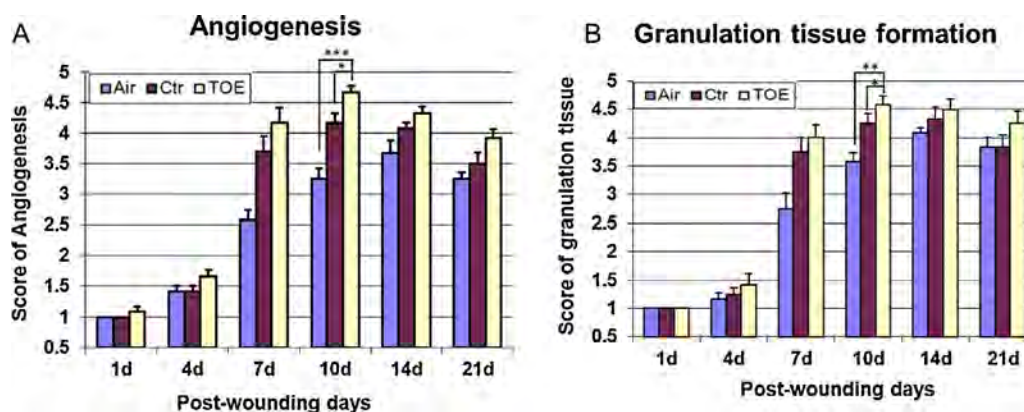 A
Angiogenesis
Score of Angiogenesis
5
4.5
4
3.5
3
2.5
2
1.5
1
0.5
Air Ctr TOE
***
*
1d 4d 7d 10d 14d 21d
Post-wounding days
B
Granulation tissue formation
Score of granulation tissue
5
4.5
4
3.5
3
2.5
2
1.5
1
0.5
Air Ctr TOE
**
*
1d 4d 7d 10d 14d 21d
Post-wounding days